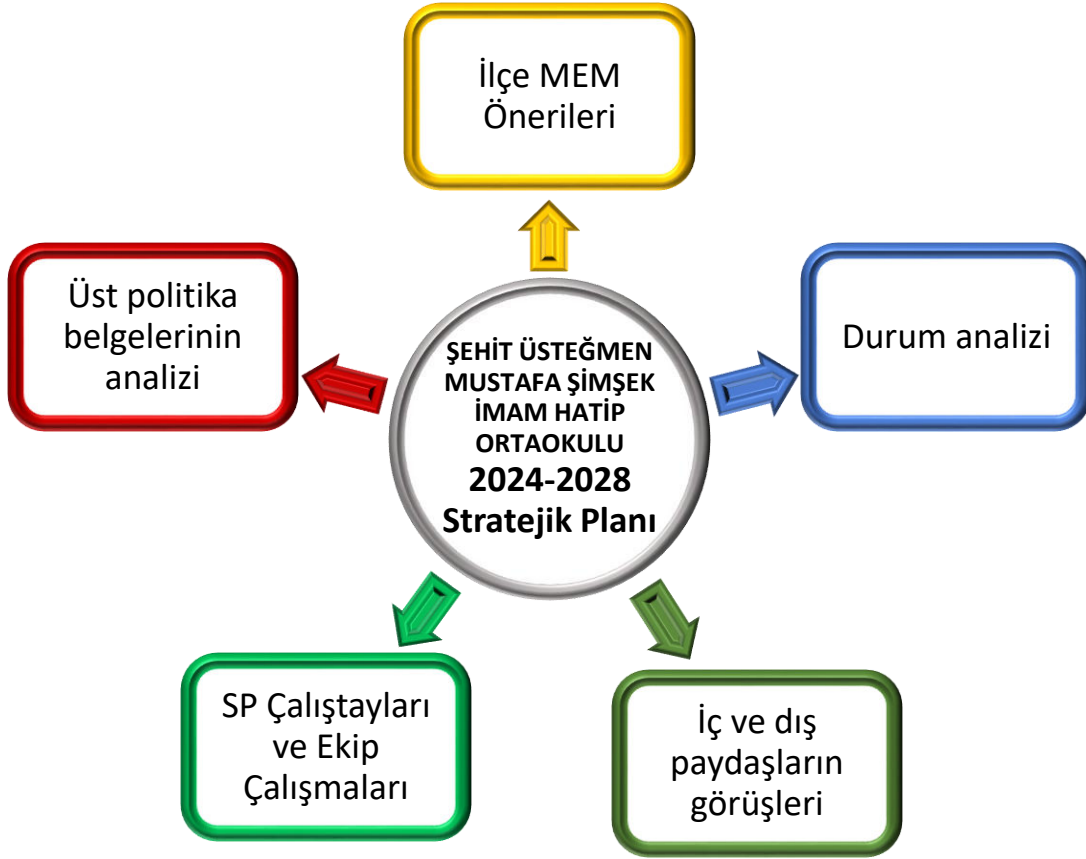 İlçe MEM
Önerileri
Üst politika
belgelerinin
analizi
Durum analizi
ŞEHİT ÜSTEĞMEN
MUSTAFA ŞİMŞEK
İMAM HATİP
ORTAOKULU
2024-2028
Stratejik Planı
SP Çalıştayları
ve Ekip
Çalışmaları
İç ve dış
paydaşların
görüşleri